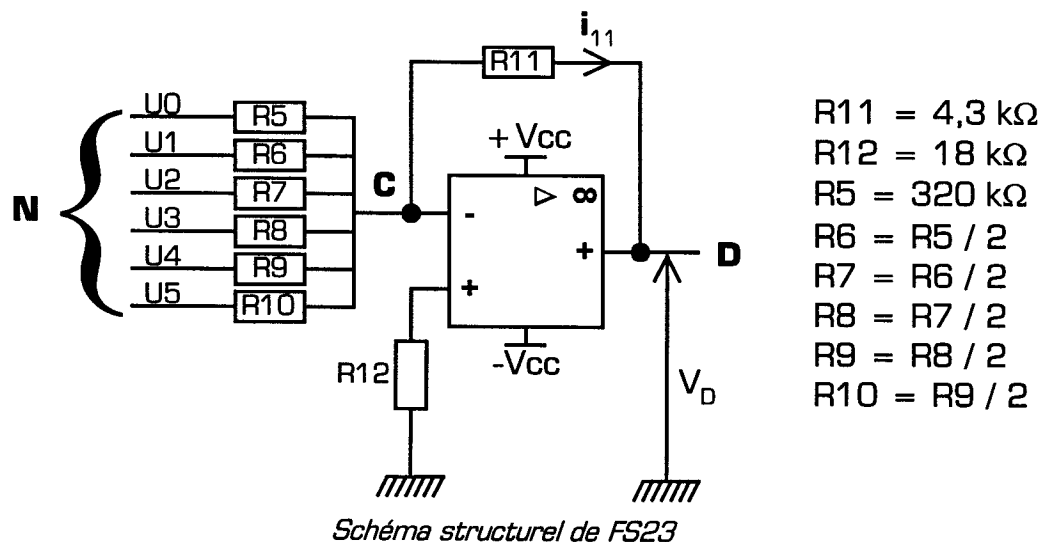 i11
R11
U0 R5
U1 R6
U2 R7
U3 R8
U4 R9
U5 R10
N
C
+ Vcc
▷ ∞
-
+
+
D
-Vcc
R12
VD
R11 = 4,3 kΩ
R12 = 18 kΩ
R5 = 320 kΩ
R6 = R5 / 2
R7 = R6 / 2
R8 = R7 / 2
R9 = R8 / 2
R10 = R9 / 2
Schéma structurel de FS23